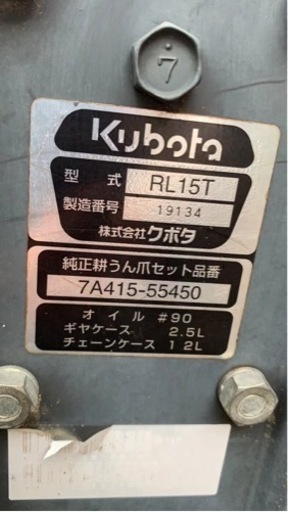 7
Kubota
型式 RL15T
製造番号 19134
株式会社クボタ
純正耕うん爪セット品番
7A415-55450
オイル #90
ギヤケース 2.5L
チェーンケース 1.2L